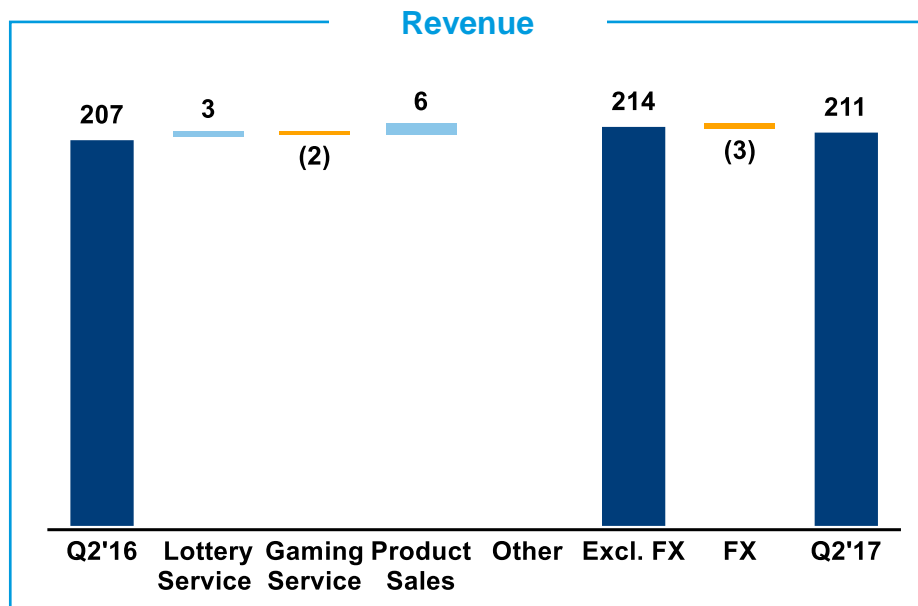 Revenue
207
3
(2)
6
214
(3)
211
Q2'16 Lottery Gaming Product Other Excl. FX FX Q2'17
Service Service Sales